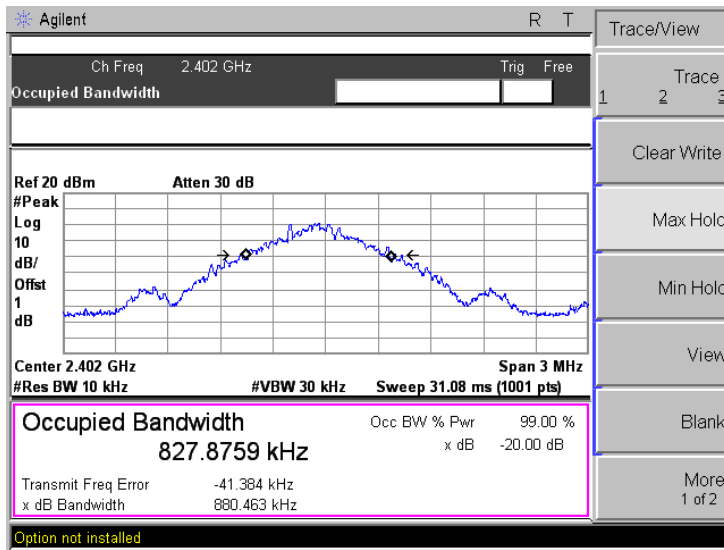 Agilent R T
Ch Freq 2.402 GHz Trig Free
Occupied Bandwidth
Ref 20 dBm Atten 30 dB
#Peak
Log
10
dB/
Offst
1
dB
Center 2.402 GHz Span 3 MHz
#Res BW 10 kHz #VBW 30 kHz Sweep 31.08 ms (1001 pts)
Occupied Bandwidth
827.8759 kHz
Occ BW % Pwr 99.00 %
x dB -20.00 dB
Transmit Freq Error -41.384 kHz
x dB Bandwidth 880.463 kHz
Option not installed
Trace/View
Trace
1 2 3
Clear Write
Max Hold
Min Hold
View
Blank
More
1 of 2